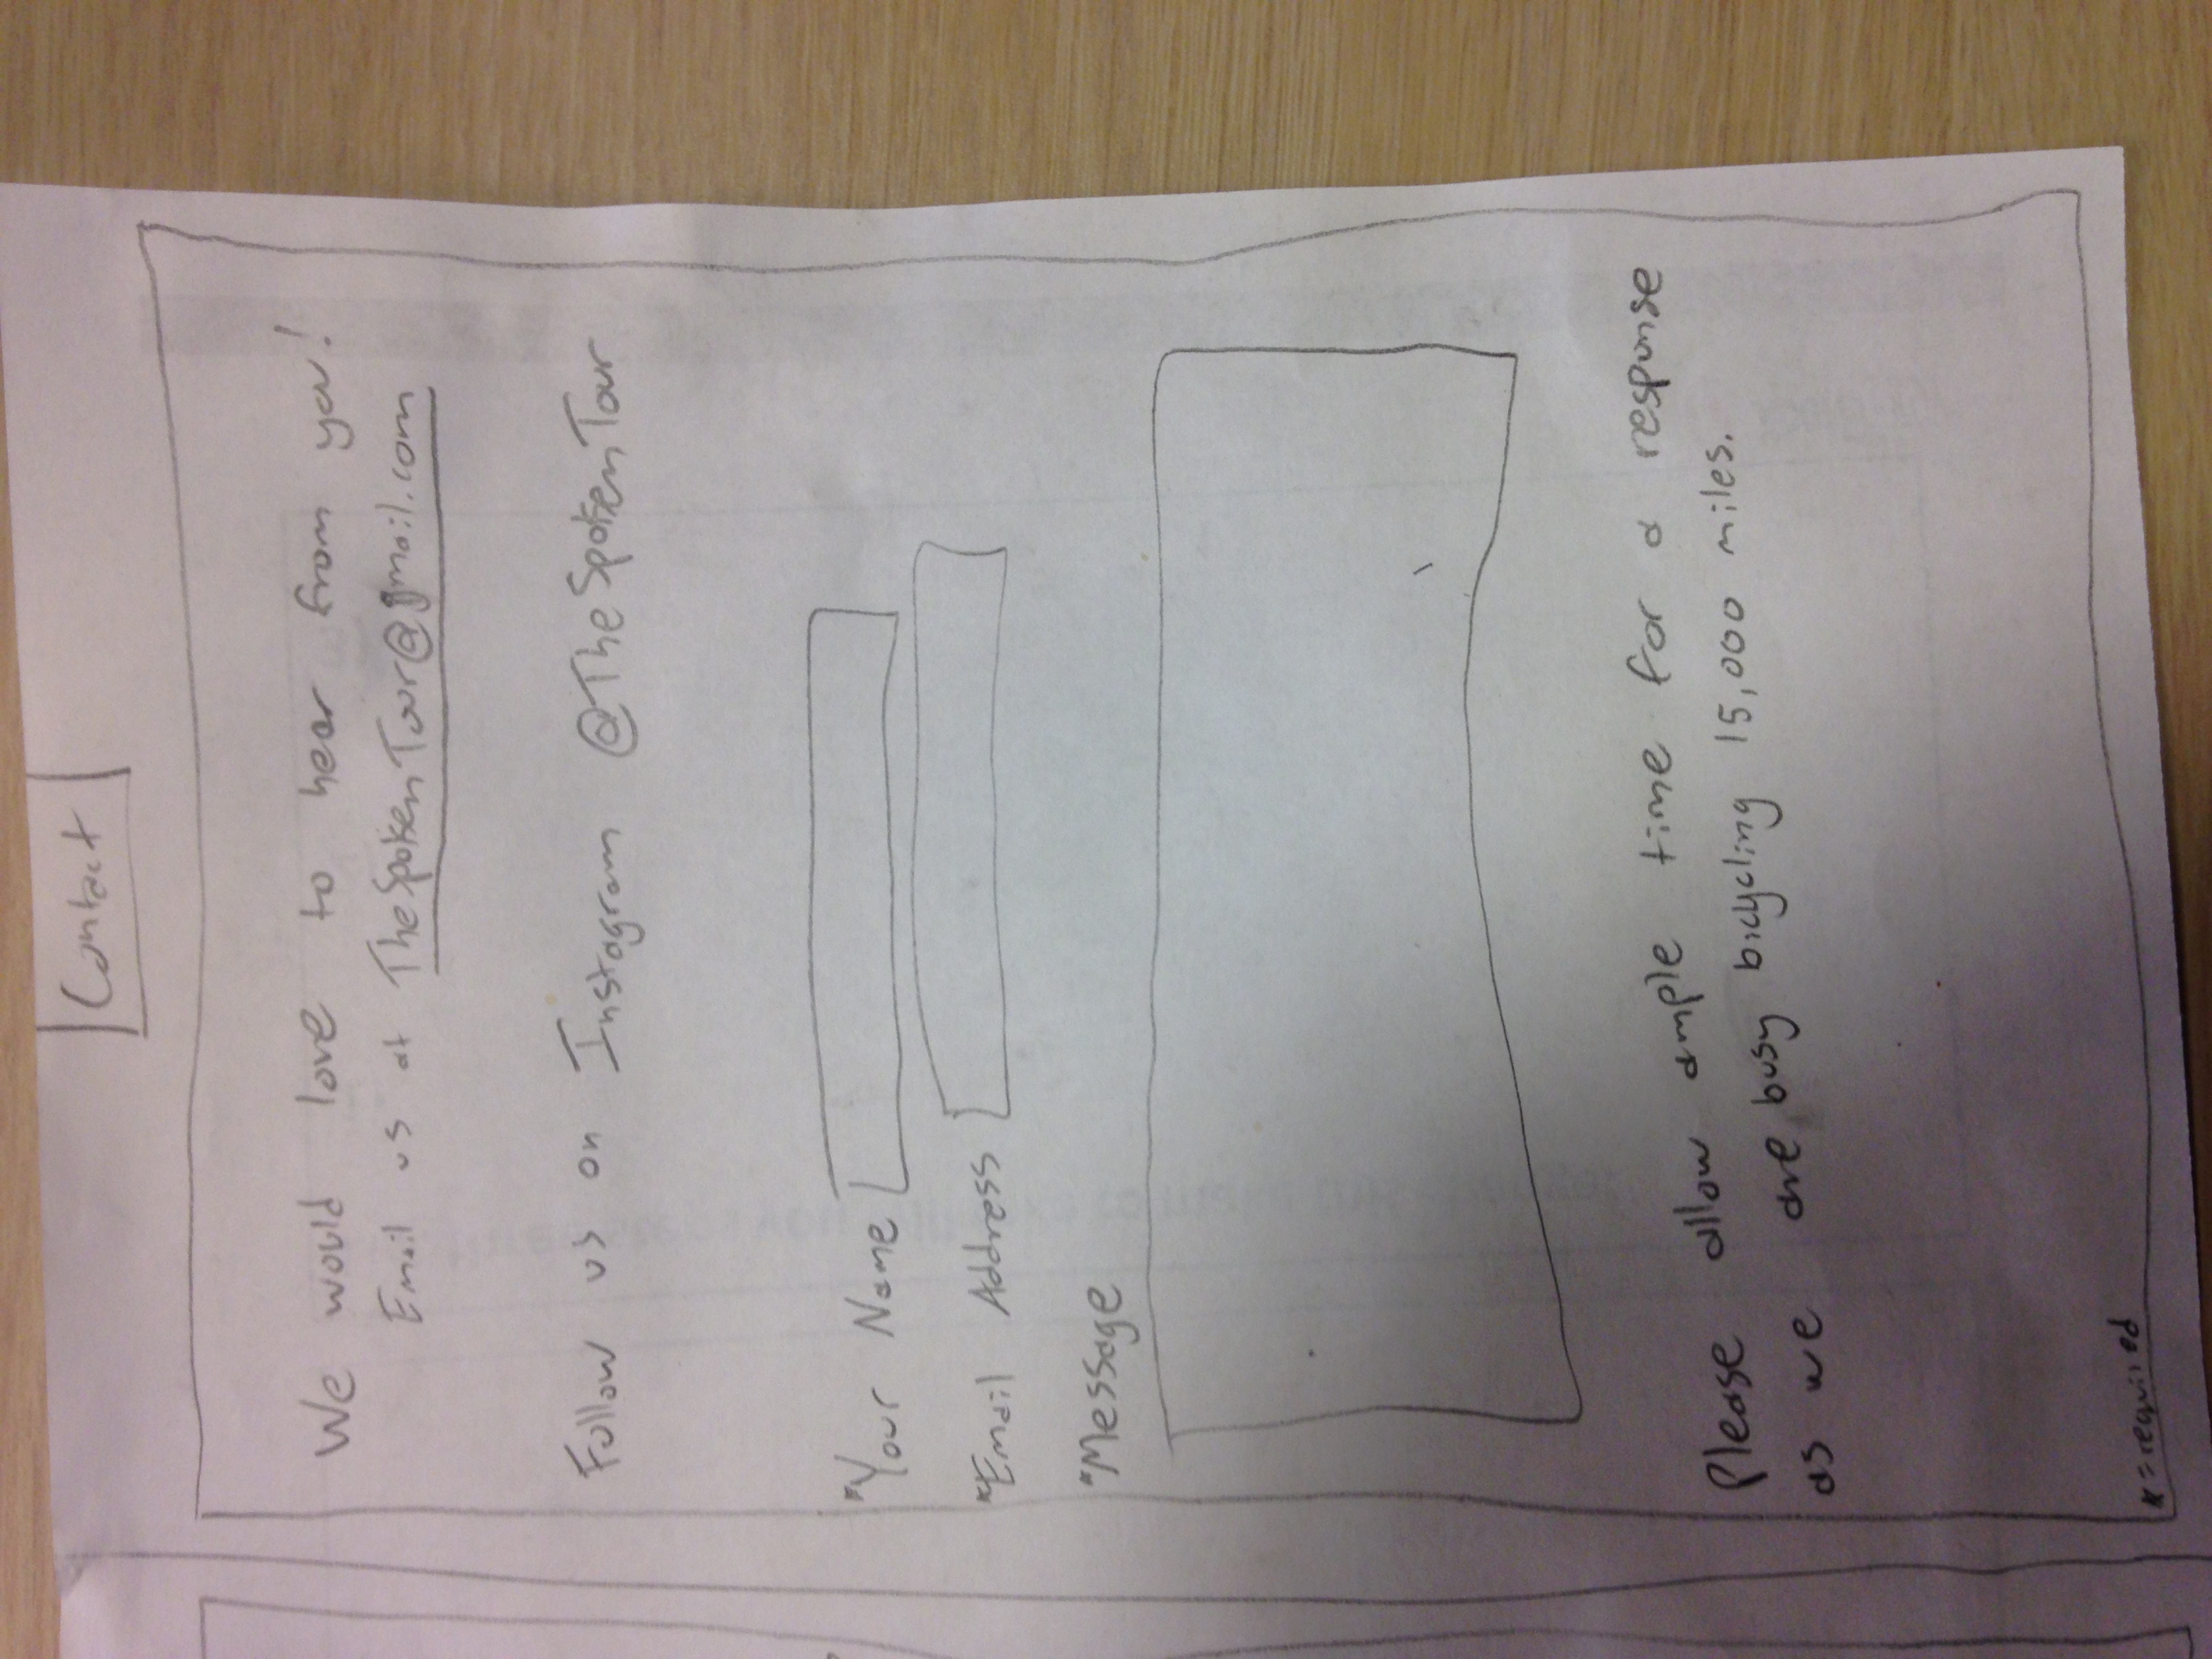 Contact
We would love to hear from you!
Email us at TheSpokenTour@gmail.com
Follow us on Instagram @TheSpokenTour
*Your Name
*Email Address
*Message
Please allow ample time for a response
as we are busy bicycling 15,000 miles.
* = required